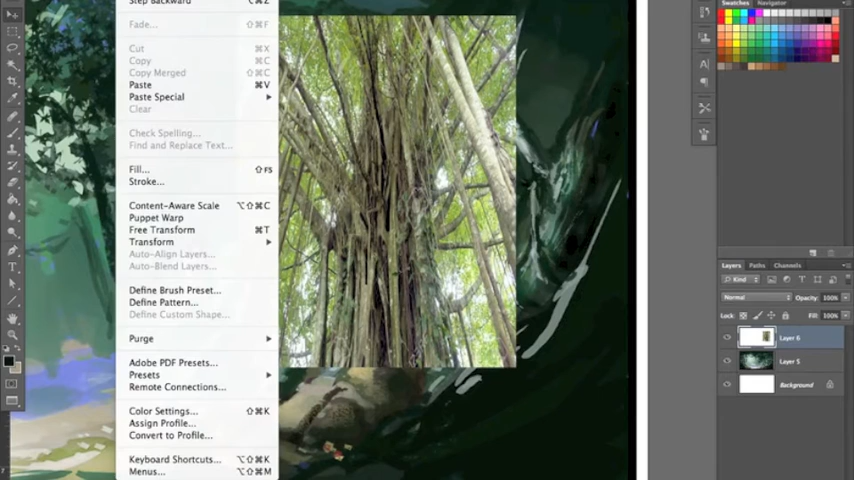 Step Backward ⌥⌘Z
Swatches Navigator
Fade... ⇧⌘F
Cut ⌘X
Copy ⌘C
Copy Merged ⇧⌘C
Paste ⌘V
Paste Special
Clear
Check Spelling...
Find and Replace Text...
Fill... ⇧F5
Stroke...
Content-Aware Scale ⌥⇧⌘C
Puppet Warp
Free Transform ⌘T
Transform
Auto-Align Layers...
Auto-Blend Layers...
Define Brush Preset...
Define Pattern...
Define Custom Shape...
Purge
Adobe PDF Presets...
Presets
Remote Connections...
Color Settings... ⇧⌘K
Assign Profile...
Convert to Profile...
Keyboard Shortcuts... ⌥⇧⌘K
Menus... ⌥⇧⌘M
Layers Paths Channels
Kind
Normal Opacity: 100%
Lock: Fill: 100%
Layer 6
Layer 5
Background